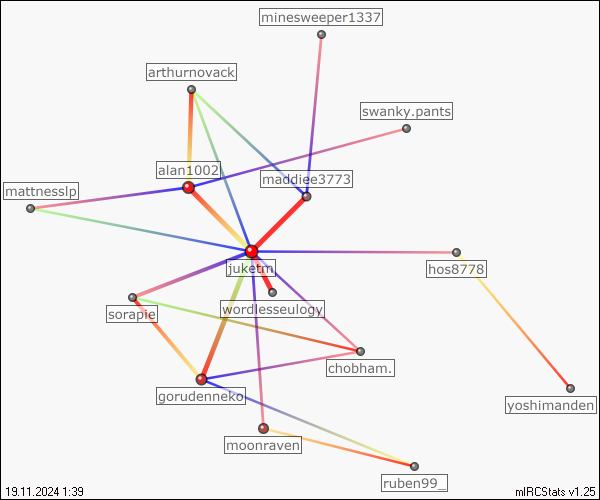 minesweeper1337
arthurnovack
swanky.pants
alan1002
maddiee3773
mattnesslp
juketm
hos8778
wordlesseulogy
sorapie
chobham.
gorudenneko
yoshimanden
moonraven
ruben99_
19.11.2024 1:39
mIRCStats v1.25